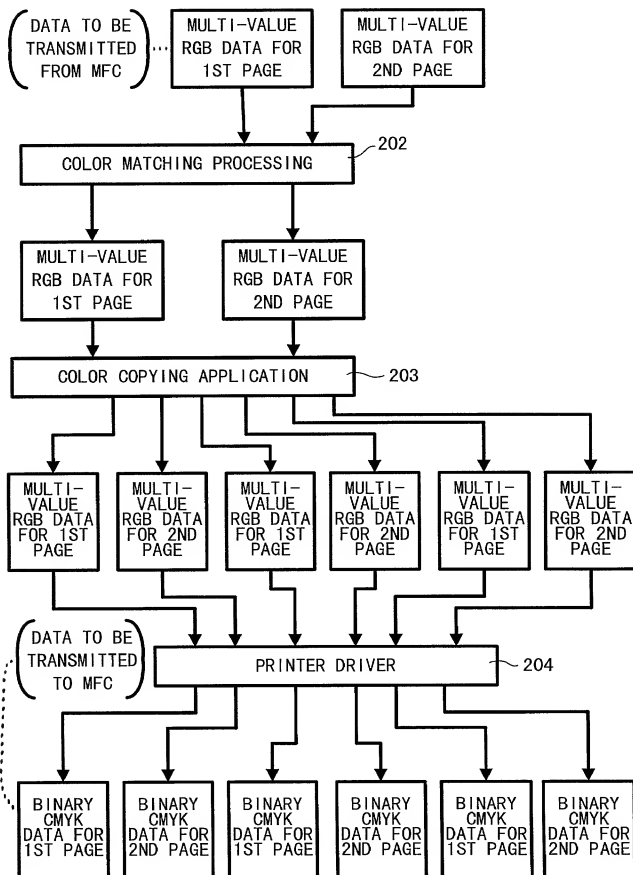 DATA TO BE
TRANSMITTED
FROM MFC
MULTI-VALUE
RGB DATA FOR
1ST PAGE
MULTI-VALUE
RGB DATA FOR
2ND PAGE
COLOR MATCHING PROCESSING
202
MULTI-VALUE
RGB DATA FOR
1ST PAGE
MULTI-VALUE
RGB DATA FOR
2ND PAGE
COLOR COPYING APPLICATION
203
MULTI-
VALUE
RGB DATA
FOR 1ST
PAGE
MULTI-
VALUE
RGB DATA
FOR 2ND
PAGE
MULTI-
VALUE
RGB DATA
FOR 1ST
PAGE
MULTI-
VALUE
RGB DATA
FOR 2ND
PAGE
MULTI-
VALUE
RGB DATA
FOR 1ST
PAGE
MULTI-
VALUE
RGB DATA
FOR 2ND
PAGE
DATA TO BE
TRANSMITTED
TO MFC
PRINTER DRIVER
204
BINARY
CMYK
DATA FOR
1ST PAGE
BINARY
CMYK
DATA FOR
2ND PAGE
BINARY
CMYK
DATA FOR
1ST PAGE
BINARY
CMYK
DATA FOR
2ND PAGE
BINARY
CMYK
DATA FOR
1ST PAGE
BINARY
CMYK
DATA FOR
2ND PAGE